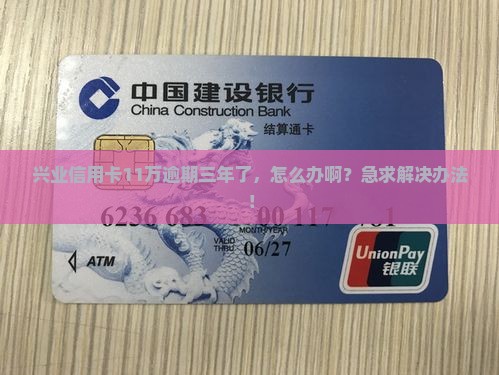 中国建设银行
China Construction Bank
结算通卡
兴业信用卡11万逾期三年了，怎么办啊？急求解决办法
！
6236 683
MONTH/YEAR
VALID THRU 06/27
ATM
UnionPay
银联